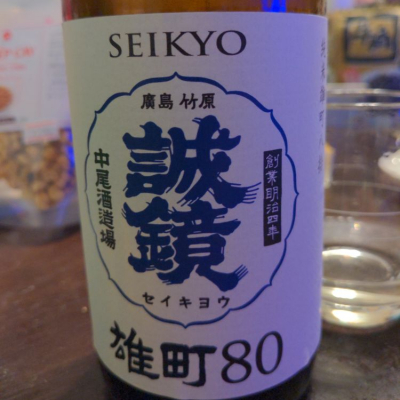 SEIKYO
廣島 竹原
誠鏡
中尾酒造場
創業明治四年
セイキヨウ
雄町80